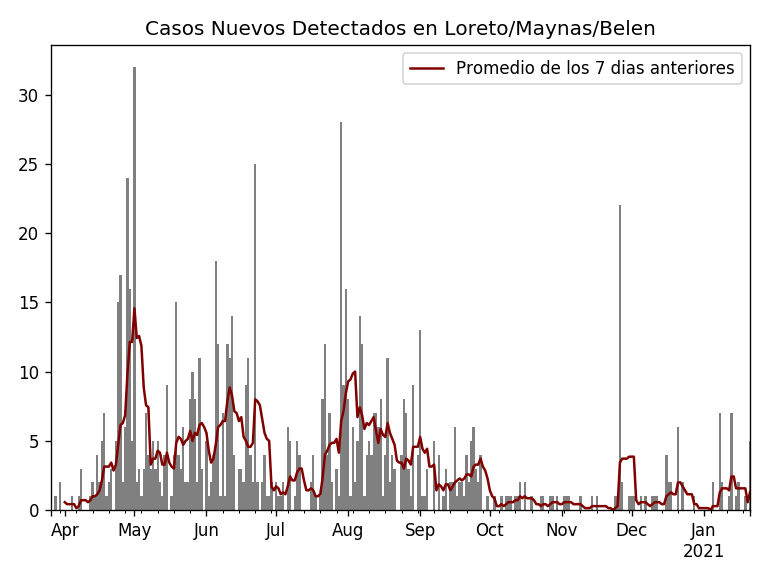 Casos Nuevos Detectados en Loreto/Maynas/Belen
Promedio de los 7 dias anteriores
30
25
20
15
10
5
0
Apr May Jun Jul Aug Sep Oct Nov Dec Jan
2021